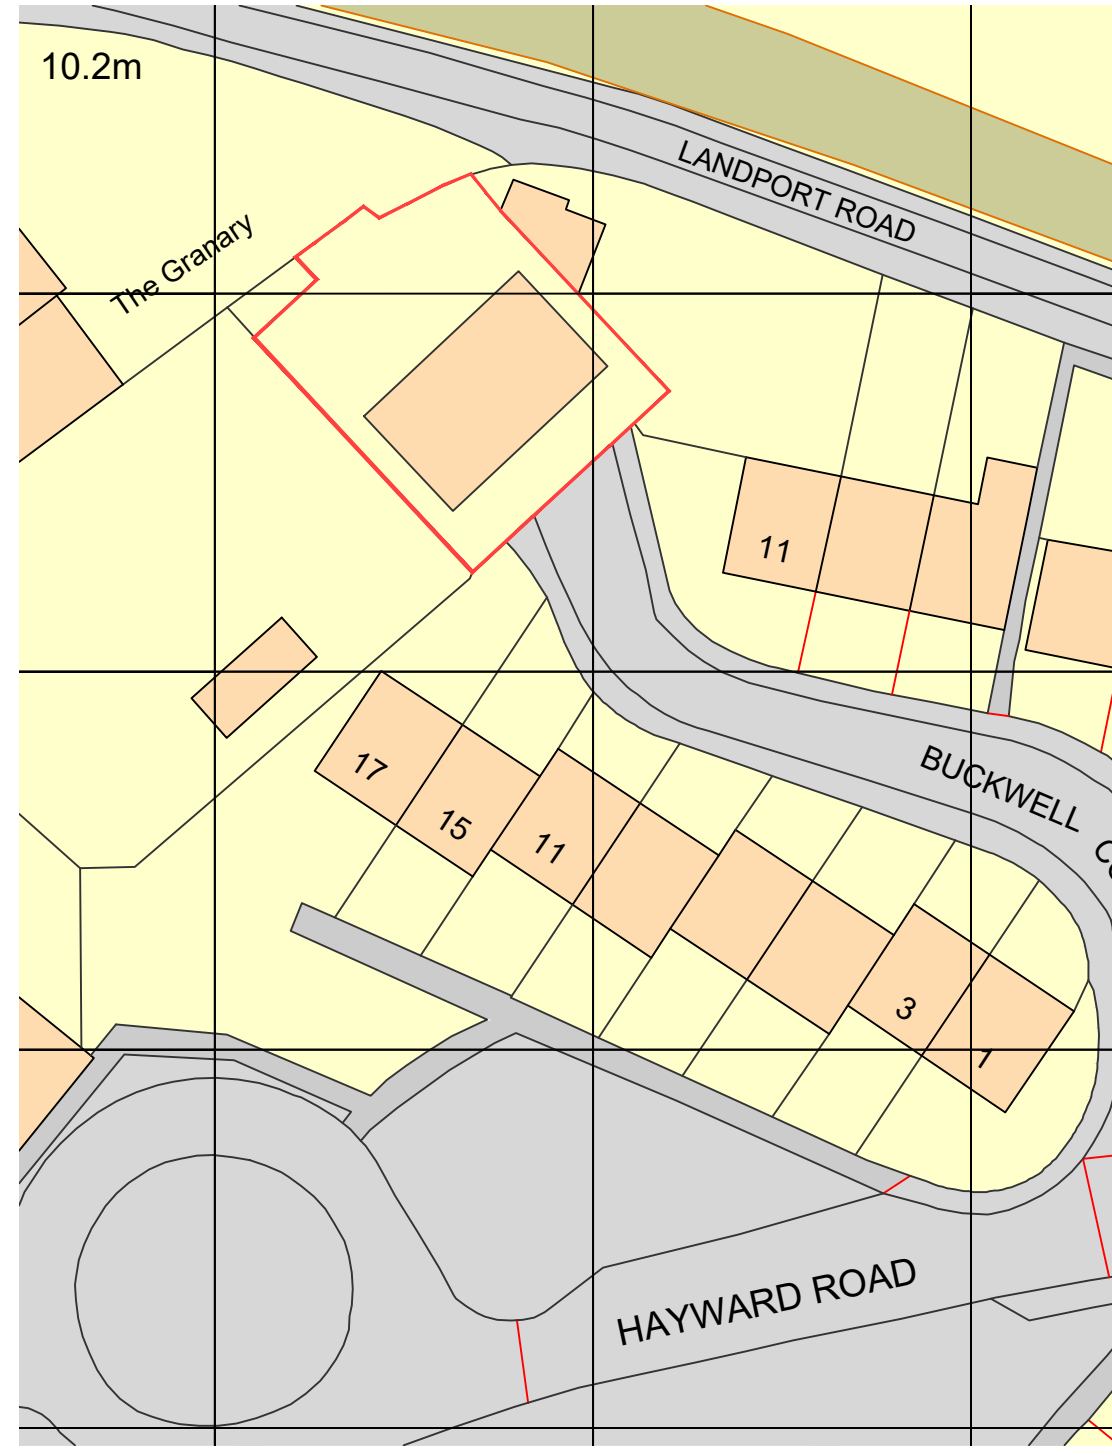 10.2m
LANDPORT ROAD
The Granary
11
BUCKWELL
17
15
11
3
1
HAYWARD ROAD